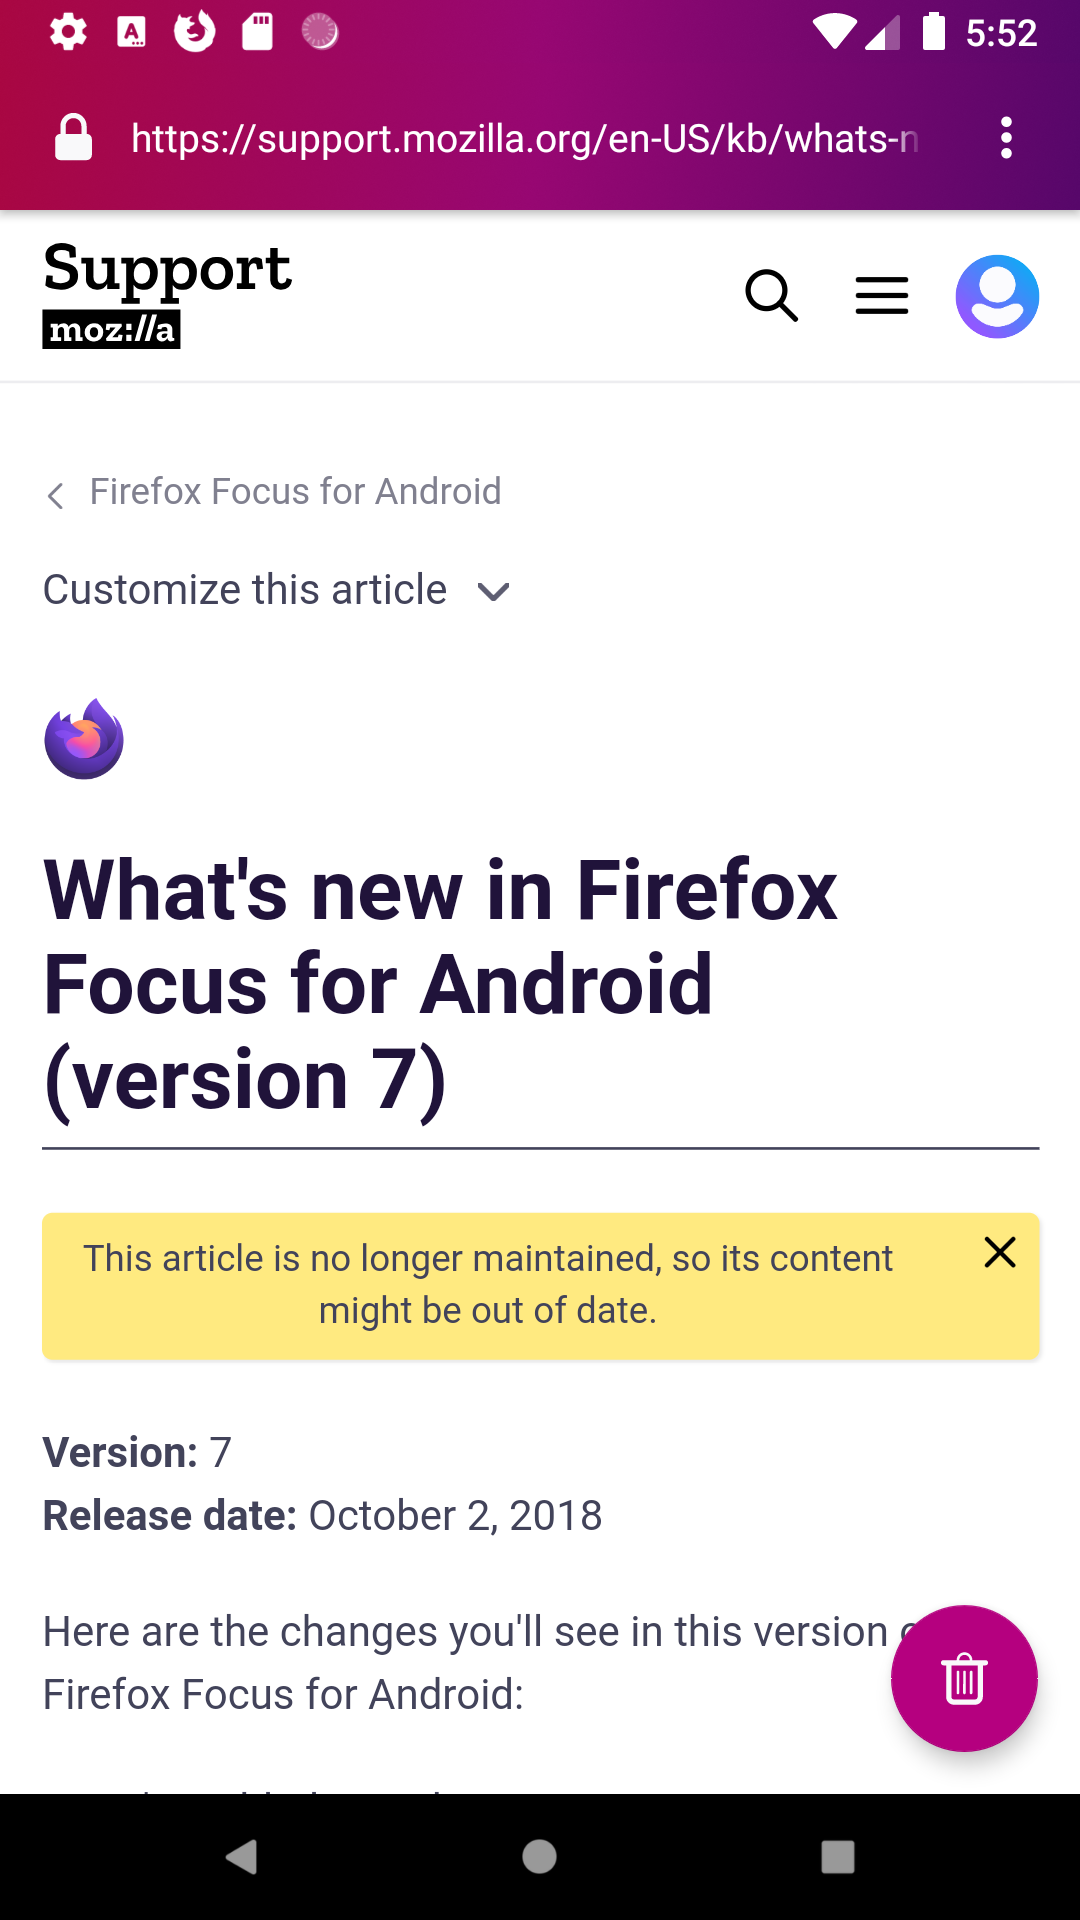 5:52
https://support.mozilla.org/en-US/kb/whats-n
Support
moz://a
Firefox Focus for Android
Customize this article
What's new in Firefox
Focus for Android
(version 7)
This article is no longer maintained, so its content
might be out of date.
Version: 7
Release date: October 2, 2018
Here are the changes you'll see in this version
Firefox Focus for Android: